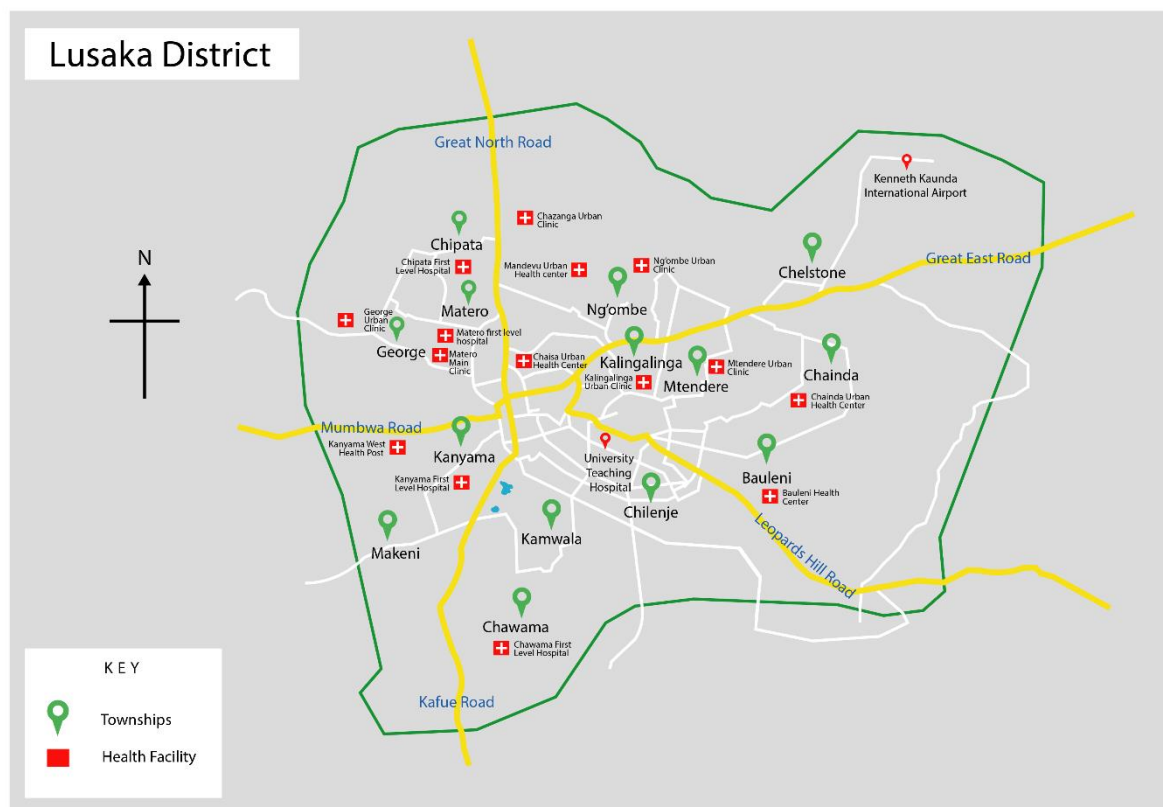 Lusaka District
Great North Road
Kenneth Kaunda
International Airport
Chazanga Urban
Clinic
Chipata
Chipata First
Level Hospital
Mandevu Urban
Health center
Ng'ombe Urban
Clinic
Chelstone
Great East Road
N
Matero
Ng'ombe
George
Urban
Clinic
George
Matero first level
hospital
Matero
Main
Clinic
Chaisa Urban
Health Center
Kalingalinga
Kalingalinga
Urban Clinic
Mtendere
Mtendere Urban
Clinic
Chainda
Chainda Urban
Health Center
Mumbwa Road
Kanyama West
Health Post
Kanyama
Kanyama First
Level Hospital
University
Teaching
Hospital
Bauleni
Bauleni Health
Center
Chilenje
Makeni
Kamwala
Leopards Hill Road
Chawama
Chawama First
Level Hospital
Kafue Road
KEY
Townships
Health Facility